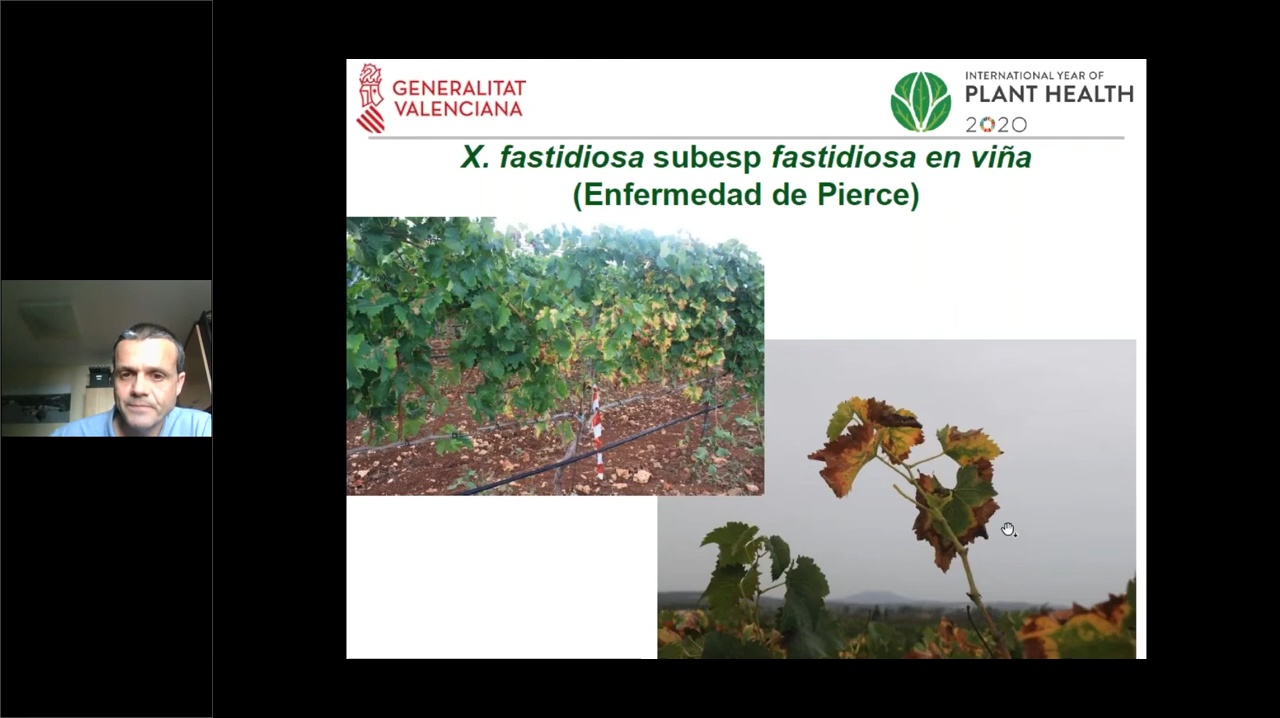 GENERALITAT
VALENCIANA
INTERNATIONAL YEAR OF
PLANT HEALTH
2020
X. fastidiosa subesp fastidiosa en viña
(Enfermedad de Pierce)